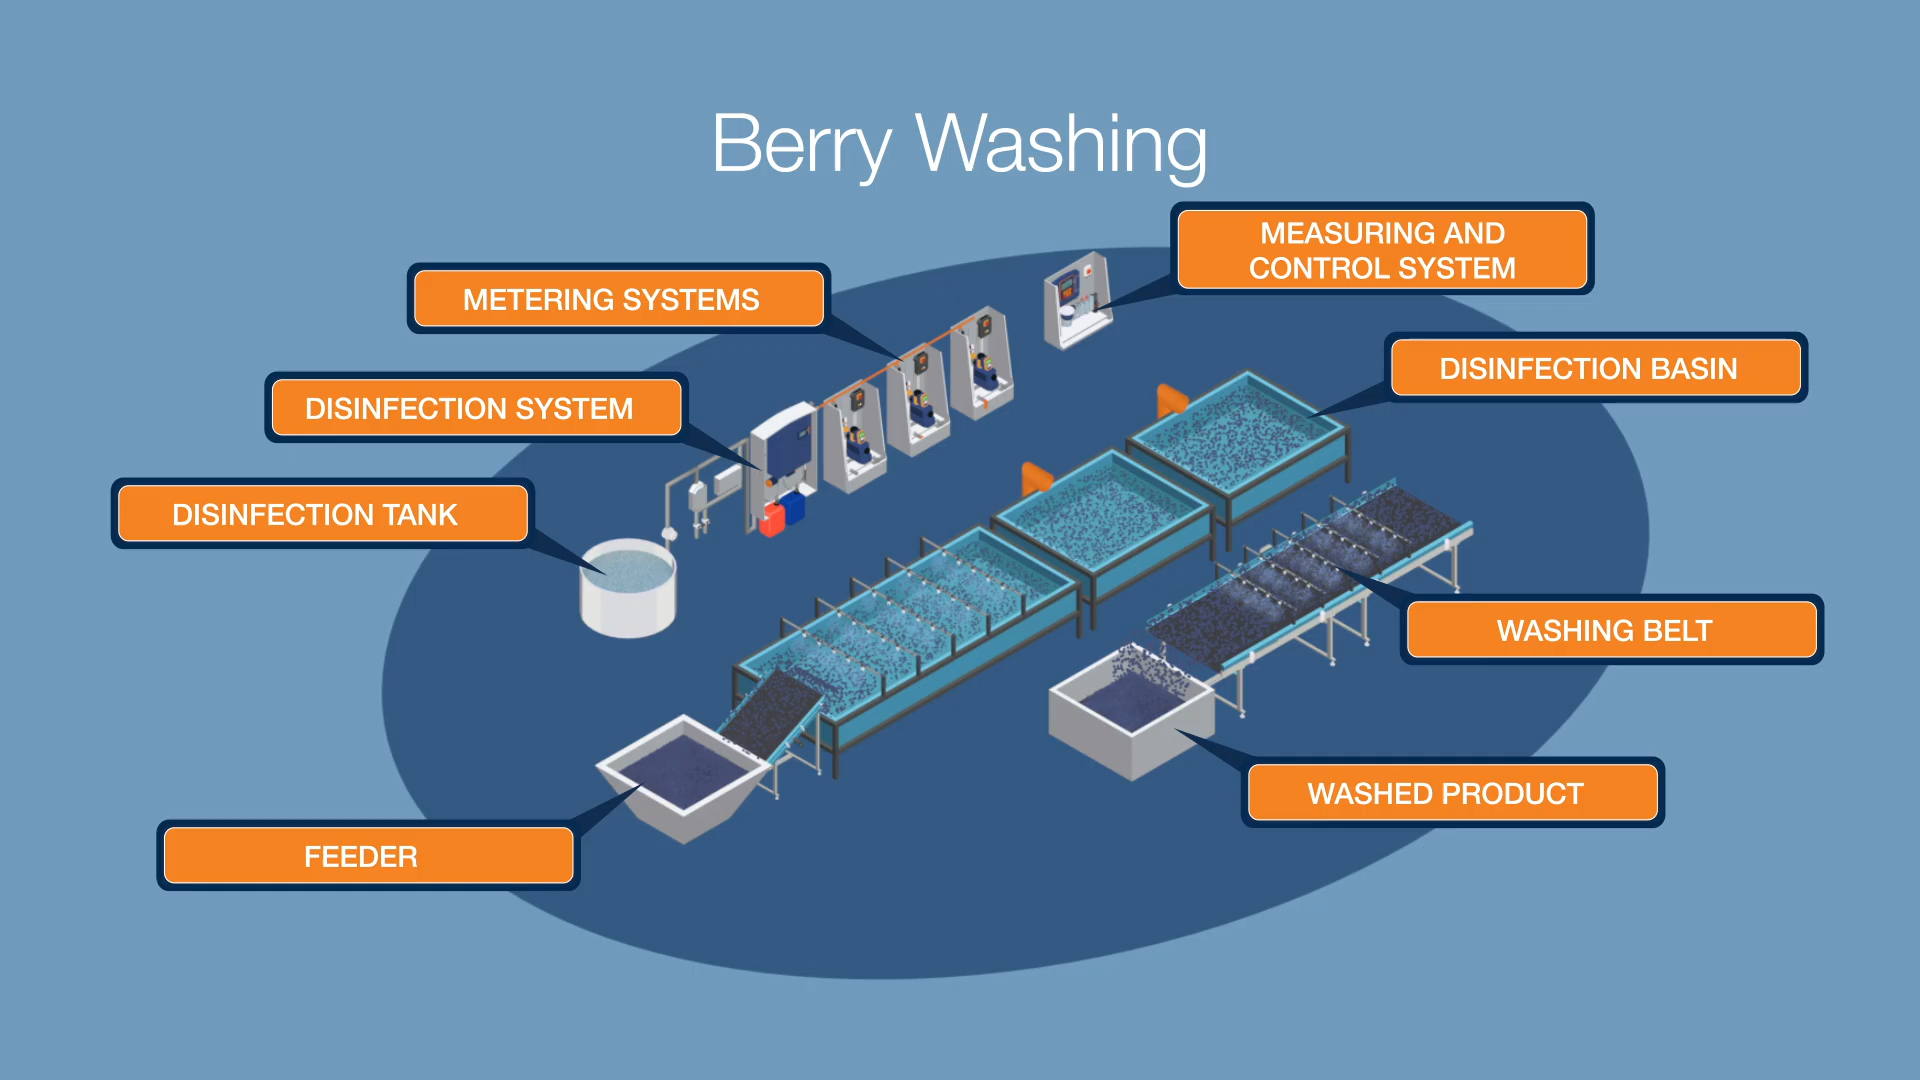 Berry Washing
MEASURING AND
CONTROL SYSTEM
METERING SYSTEMS
DISINFECTION BASIN
DISINFECTION SYSTEM
DISINFECTION TANK
WASHING BELT
WASHED PRODUCT
FEEDER